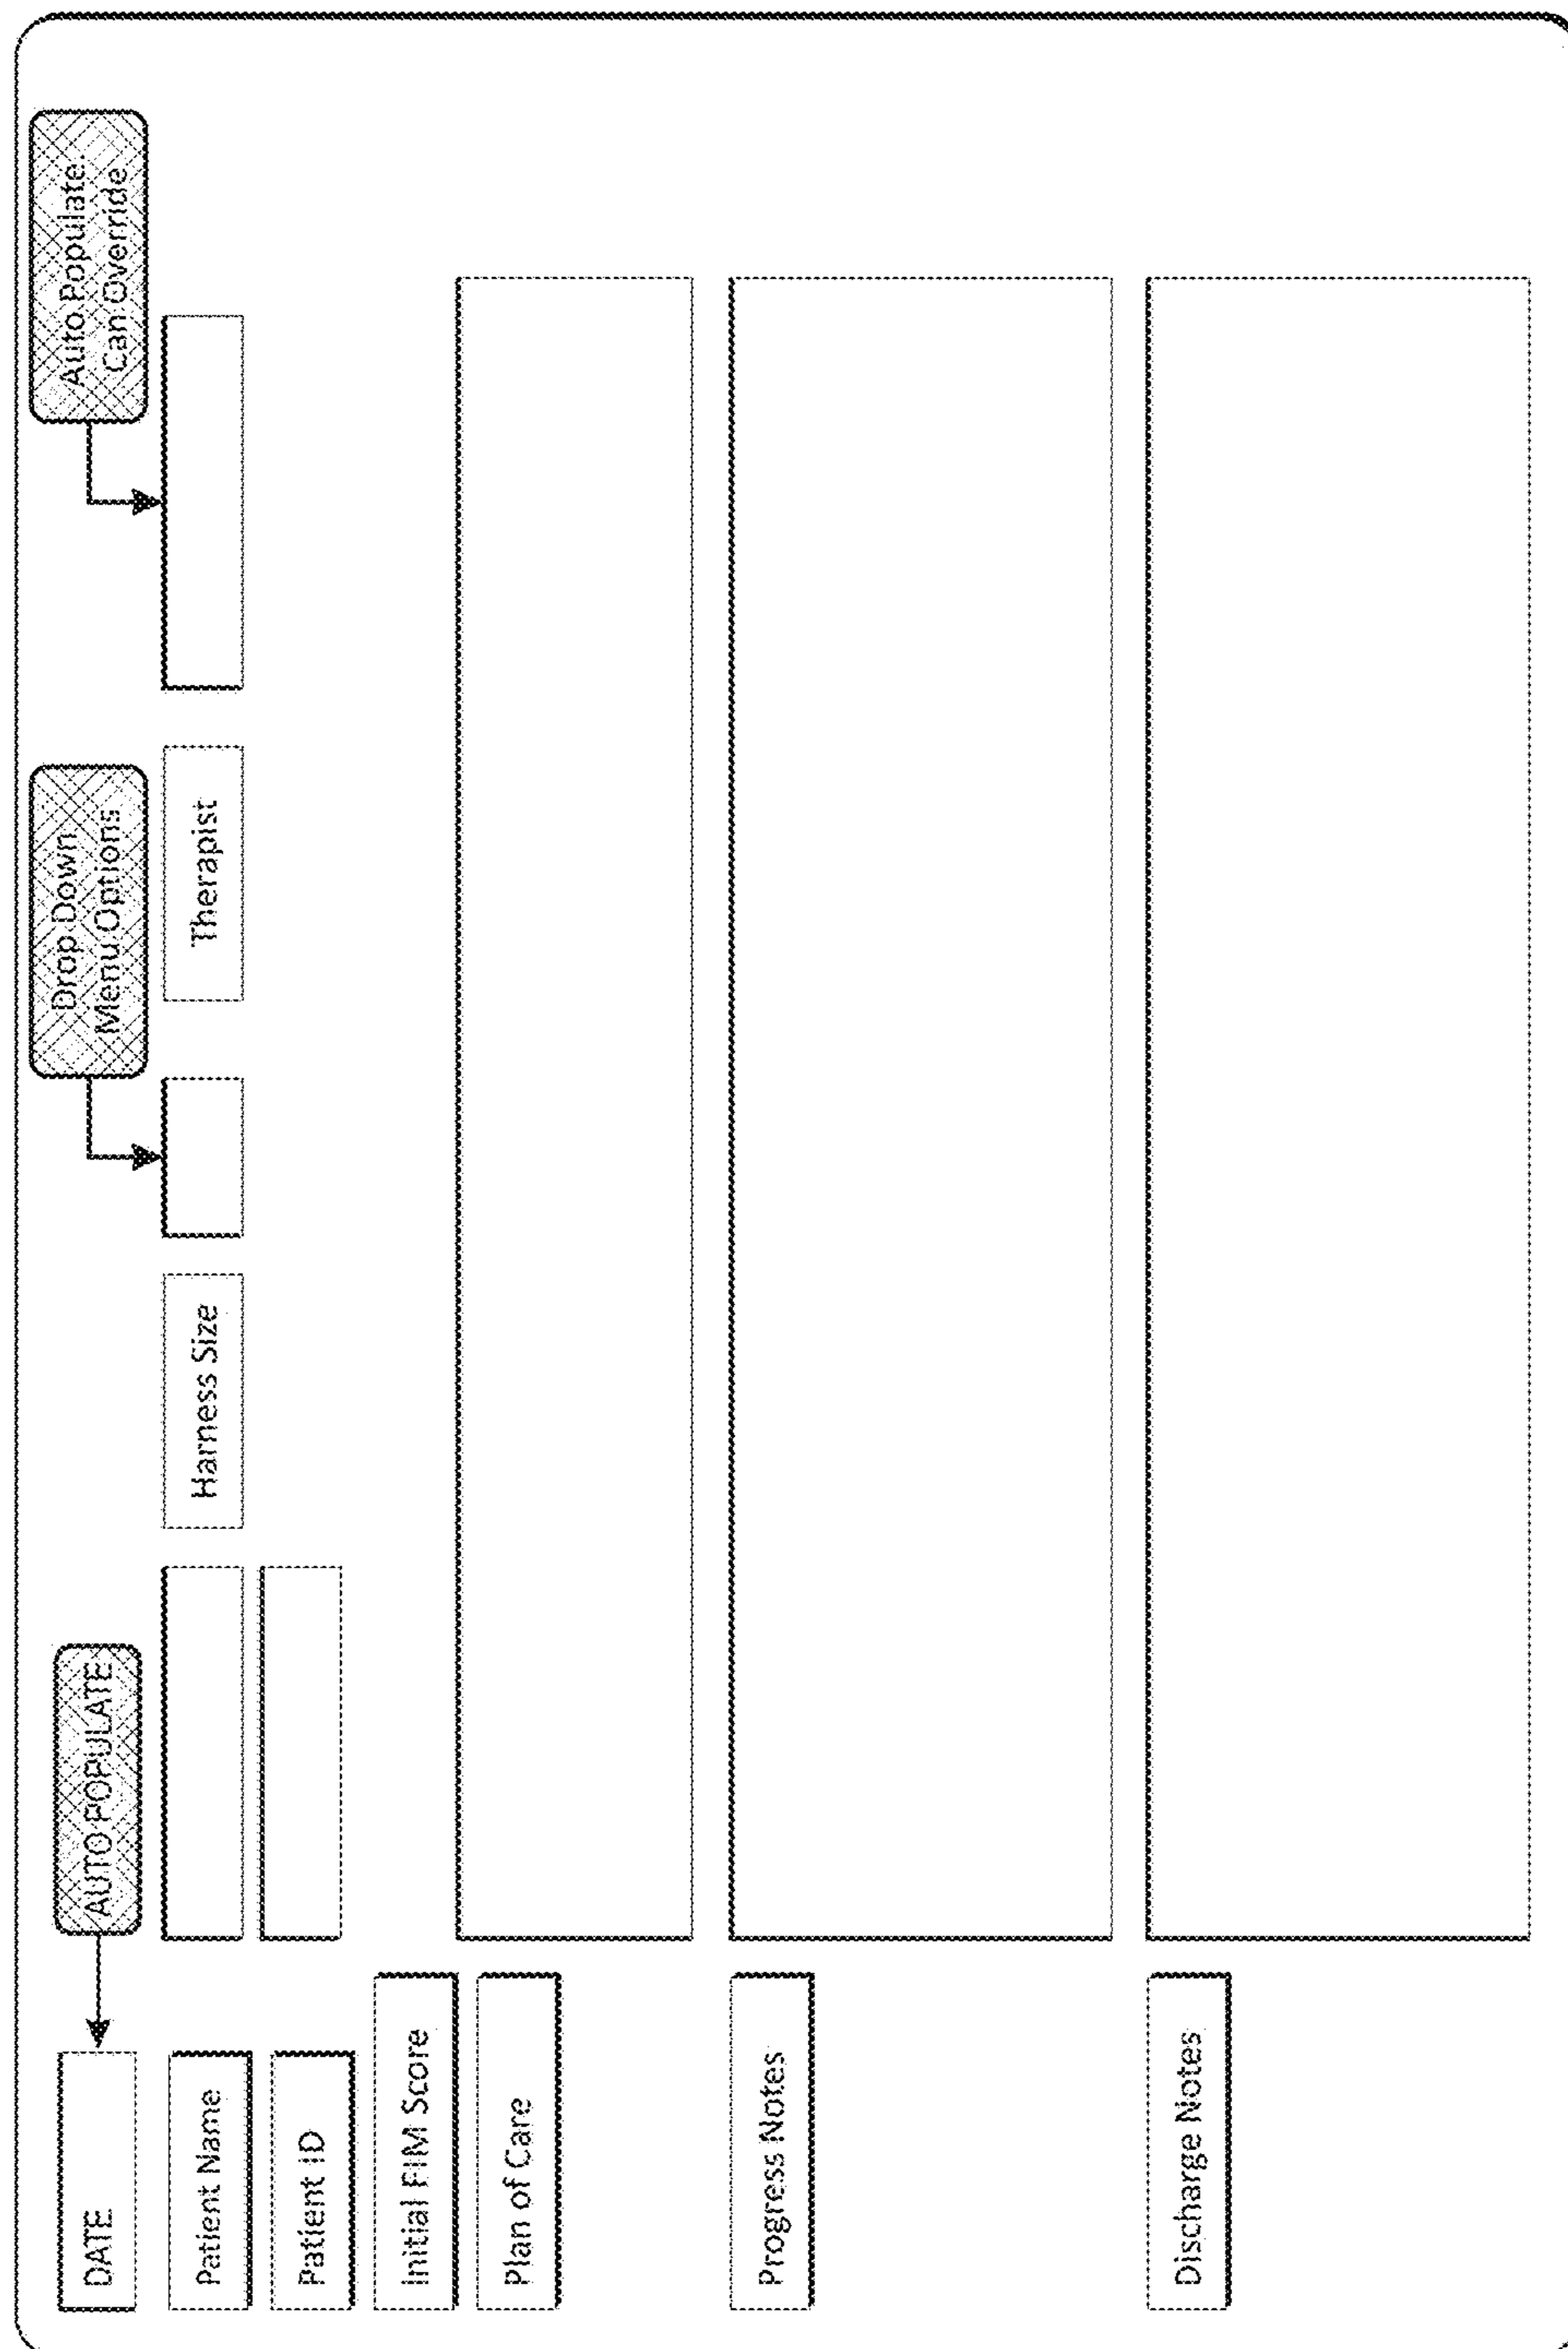 DATE
AUTO POPULATE
Drop Down
Menu Options
Auto Populate.
Can Override
Patient Name
Harness Size
Therapist
Patient ID
Initial FIM Score
Plan of Care
Progress Notes
Discharge Notes